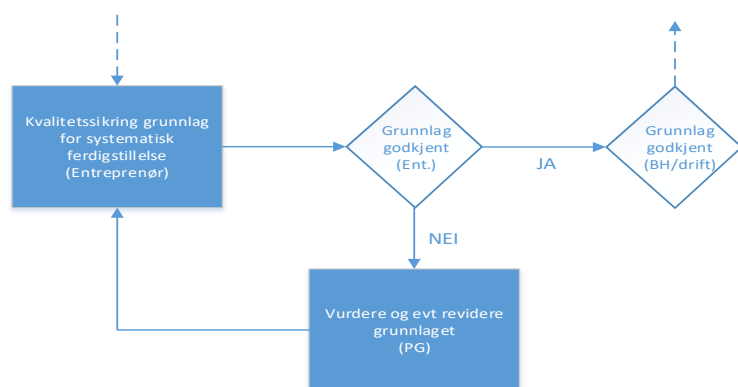 Kvalitetssikring grunnlag
for systematisk
ferdigstillelse
(Entreprenør)
Grunnlag
godkjent
(Ent.)
JA
Grunnlag
godkjent
(BH/drift)
NEI
Vurdere og evt revidere
grunnlaget
(PG)